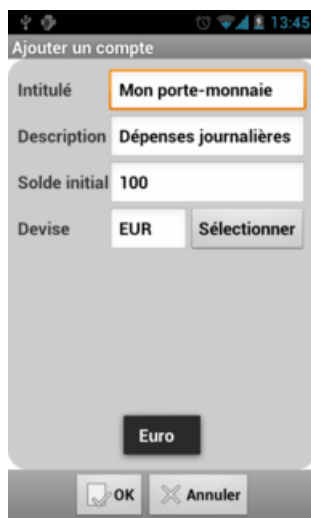 13:45
Ajouter un compte
Intitulé Mon porte-monnaie
Description Dépenses journalières
Solde initial 100
Devise EUR Sélectionner
Euro
OK Annuler